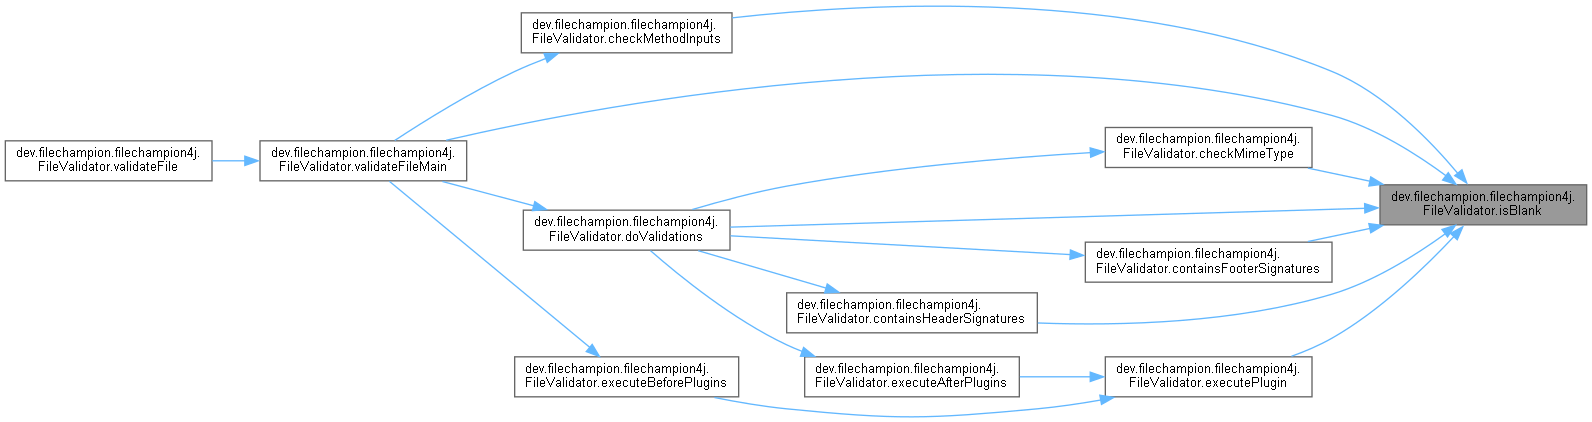 dev.filechampion.filechampion4j.
FileValidator.checkMethodInputs
dev.filechampion.filechampion4j.
FileValidator.validateFile
dev.filechampion.filechampion4j.
FileValidator.validateFileMain
dev.filechampion.filechampion4j.
FileValidator.checkMimeType
dev.filechampion.filechampion4j.
FileValidator.isBlank
dev.filechampion.filechampion4j.
FileValidator.doValidations
dev.filechampion.filechampion4j.
FileValidator.containsFooterSignatures
dev.filechampion.filechampion4j.
FileValidator.containsHeaderSignatures
dev.filechampion.filechampion4j.
FileValidator.executeBeforePlugins
dev.filechampion.filechampion4j.
FileValidator.executeAfterPlugins
dev.filechampion.filechampion4j.
FileValidator.executePlugin